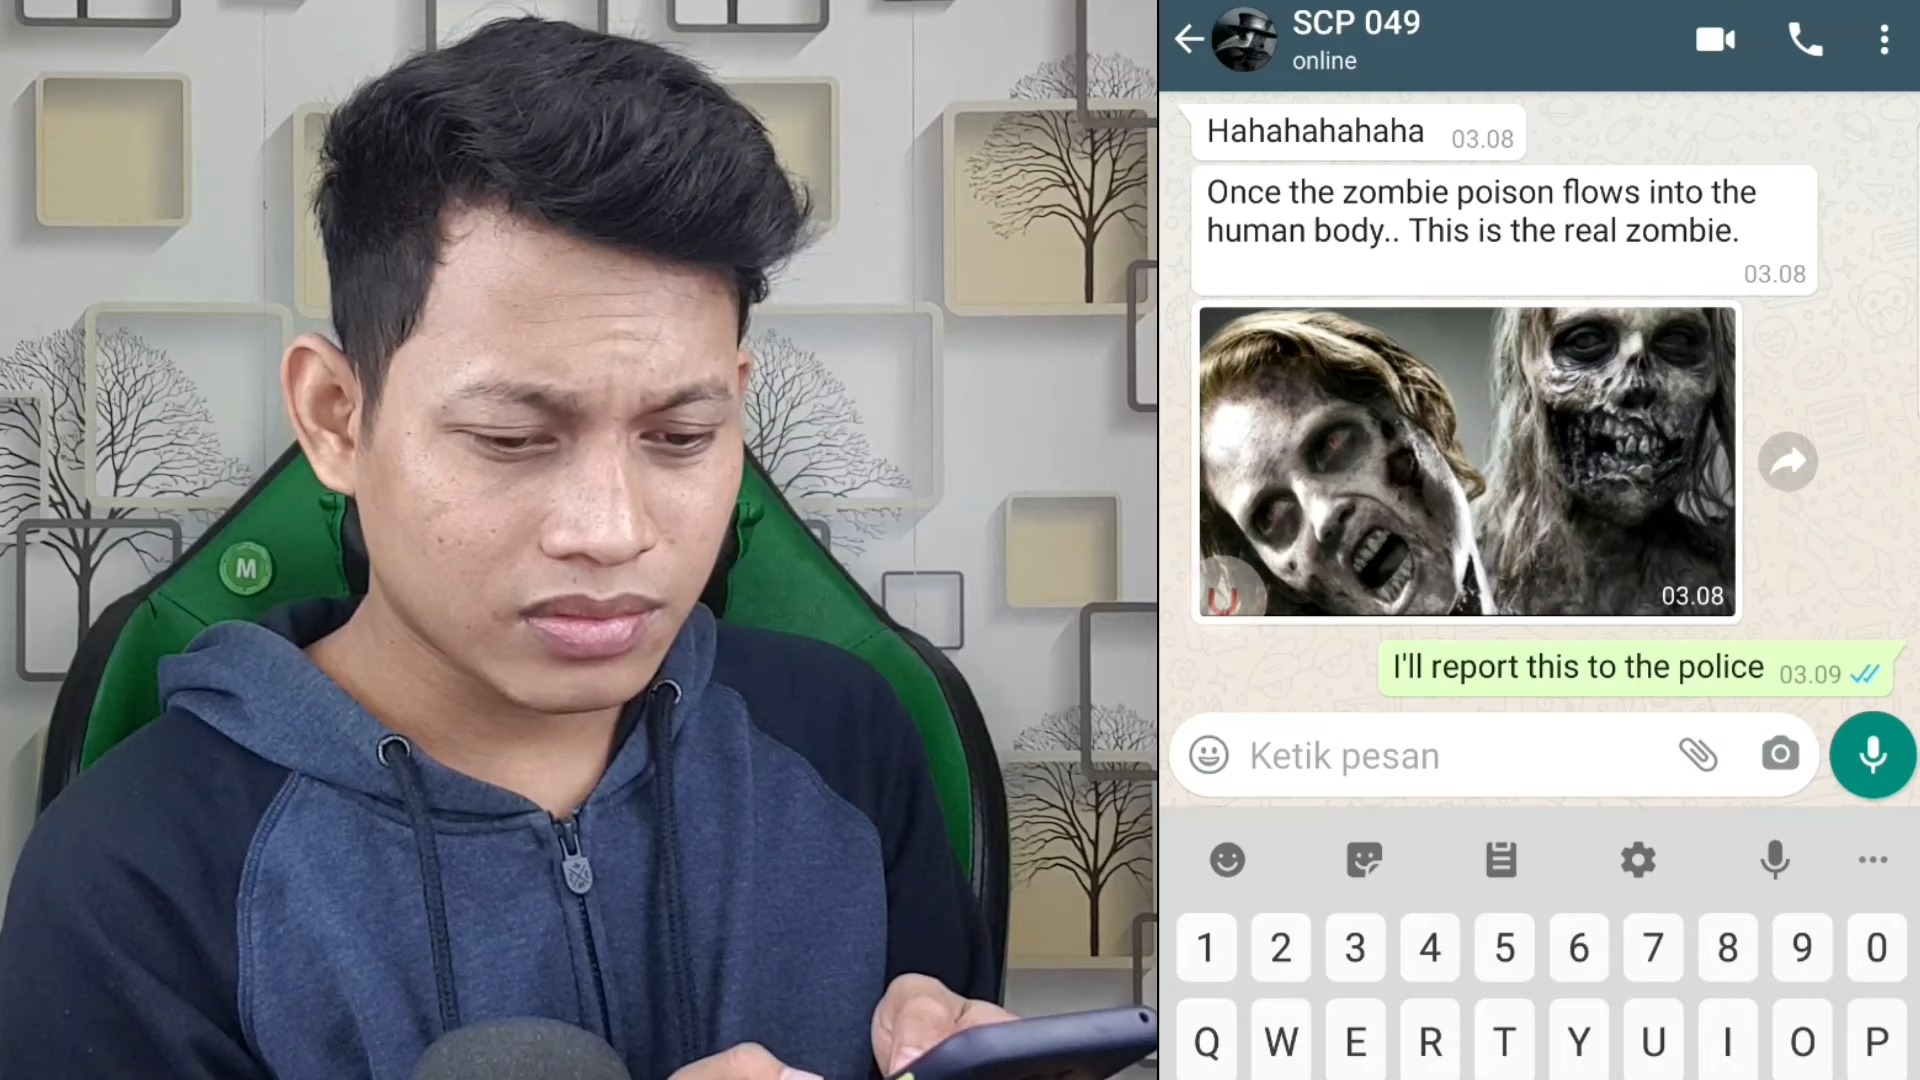 SCP 049
online
Hahahahahaha 03.08
Once the zombie poison flows into the
human body.. This is the real zombie.
03.08
03.08
I'll report this to the police 03.09
Ketik pesan
1 2 3 4 5 6 7 8 9 0
Q W E R T Y U I O P
M